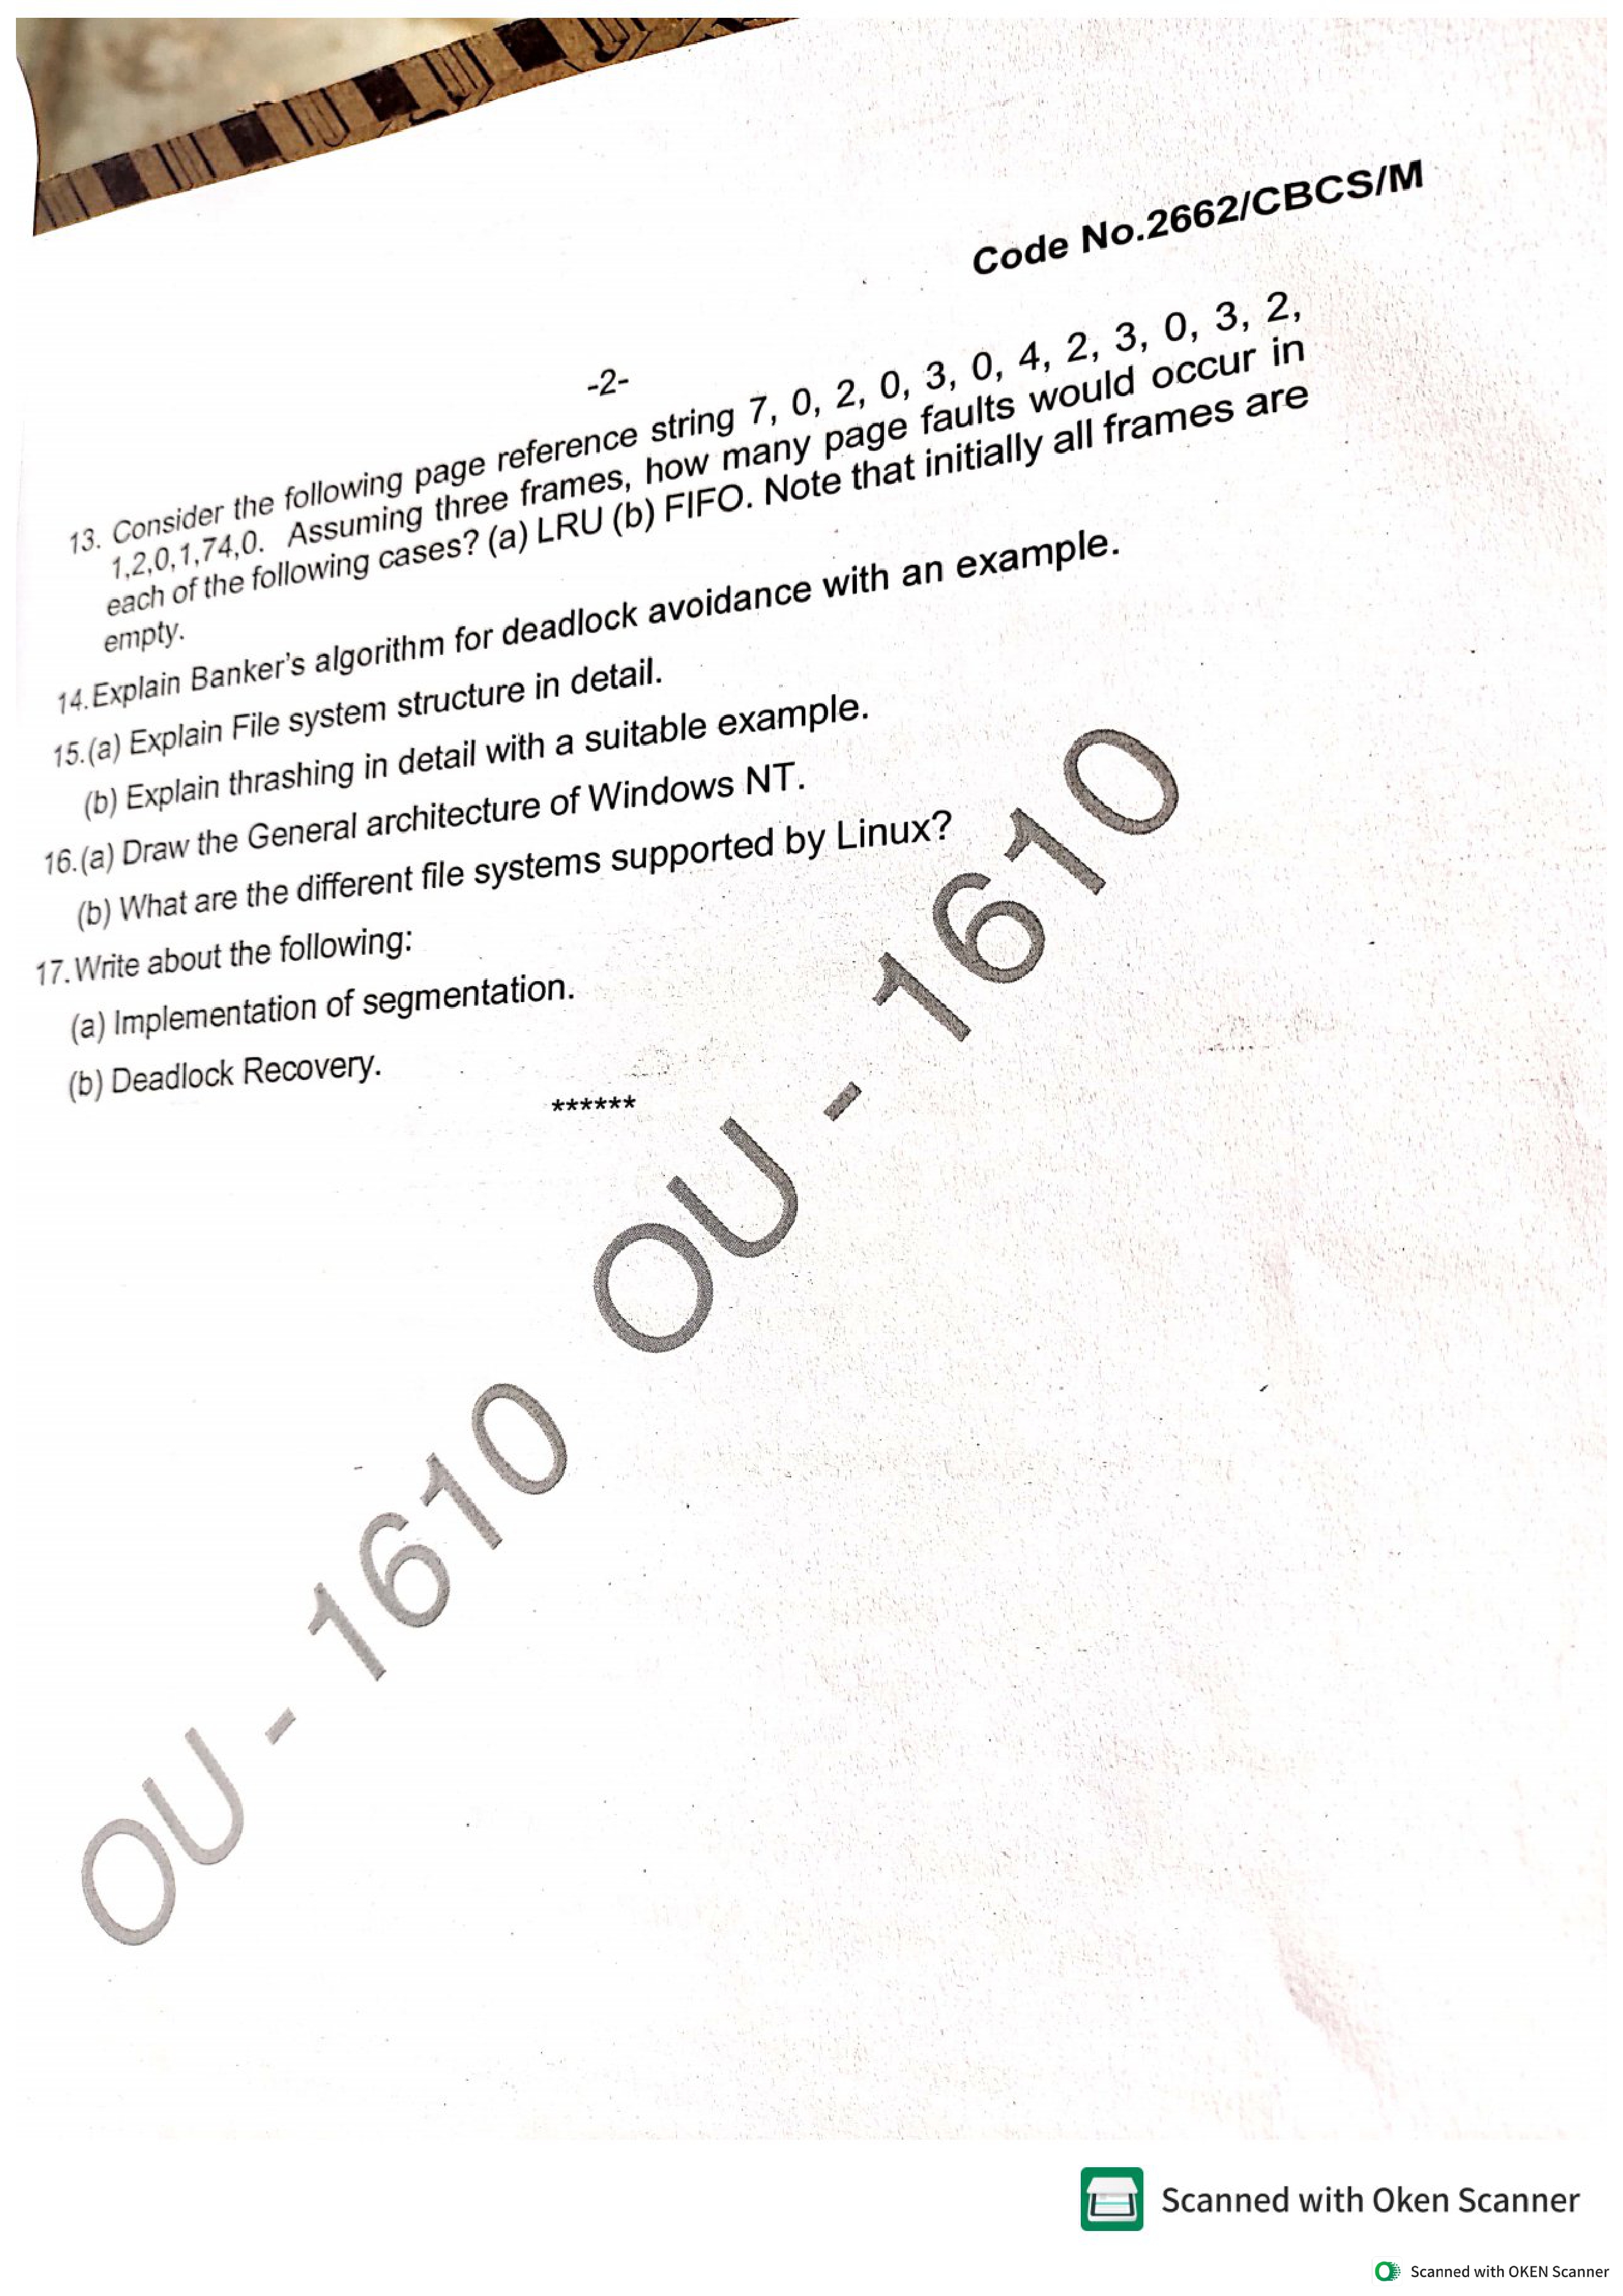 Code No.2662/CBCS/M
-2-
13. Consider the following page reference string 7, 0, 2, 0, 3, 0, 4, 2, 3, 0, 3, 2,
1,2,0,1,74,0. Assuming three frames, how many page faults would occur in
each of the following cases? (a) LRU (b) FIFO. Note that initially all frames are
empty.
14.Explain Banker's algorithm for deadlock avoidance with an example.
15.(a) Explain File system structure in detail.
(b) Explain thrashing in detail with a suitable example.
16.(a) Draw the General architecture of Windows NT.
(b) What are the different file systems supported by Linux?
17.Write about the following:
(a) Implementation of segmentation.
(b) Deadlock Recovery.
******
OU - 1610 OU - 1610
Scanned with Oken Scanner
Scanned with OKEN Scanner